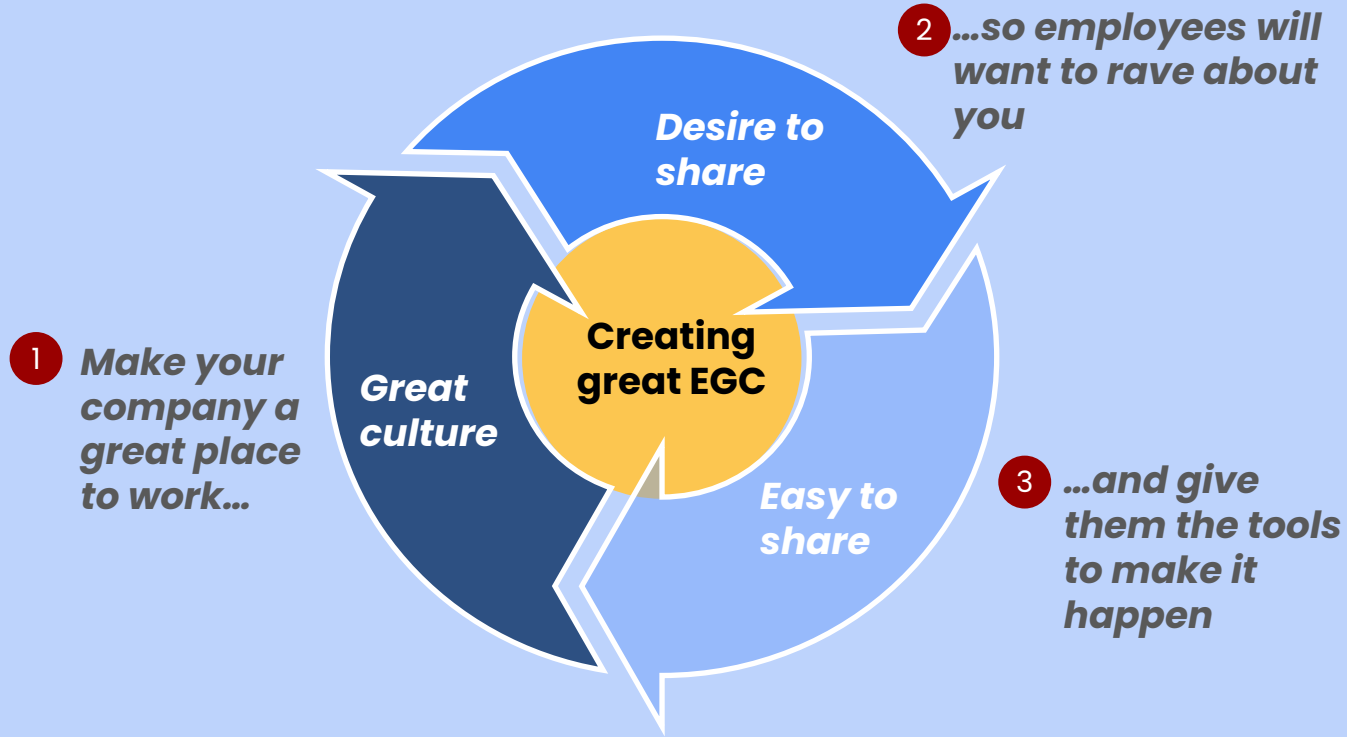 1
Make your
company a
great place
to work…
Great
culture
2
…so employees will
want to rave about
you
Desire to
share
Creating
great EGC
3
…and give
them the tools
to make it
happen
Easy to
share